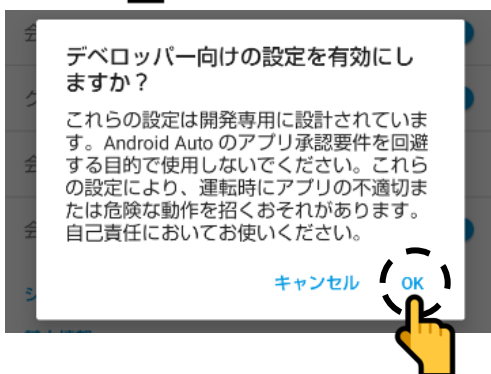 デベロッパー向けの設定を有効にし
ますか？
これらの設定は開発専用に設計されていま
す。Android Auto のアプリ承認要件を回避
する目的で使用しないでください。これら
の設定により、運転時にアプリの不適切ま
たは危険な動作を招くおそれがあります。
自己責任においてお使いください。
キャンセル OK